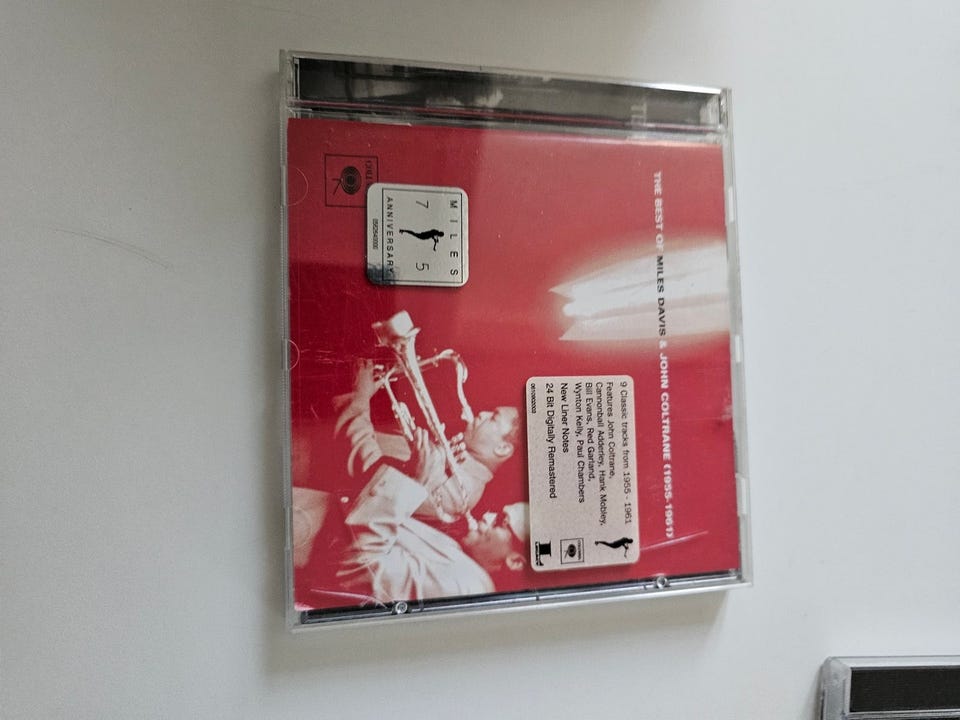 THE BEST OF MILES DAVIS & JOHN COLTRANE (1955-1961)
9 Classic tracks from 1955 - 1961
Features John Coltrane,
Cannonball Adderley, Hank Mobley,
Bill Evans, Red Garland,
Wynton Kelly, Paul Chambers
New Liner Notes
24 Bit Digitally Remastered
COLUMBIA
LEGACY
MILES
7 5
ANNIVERSARY